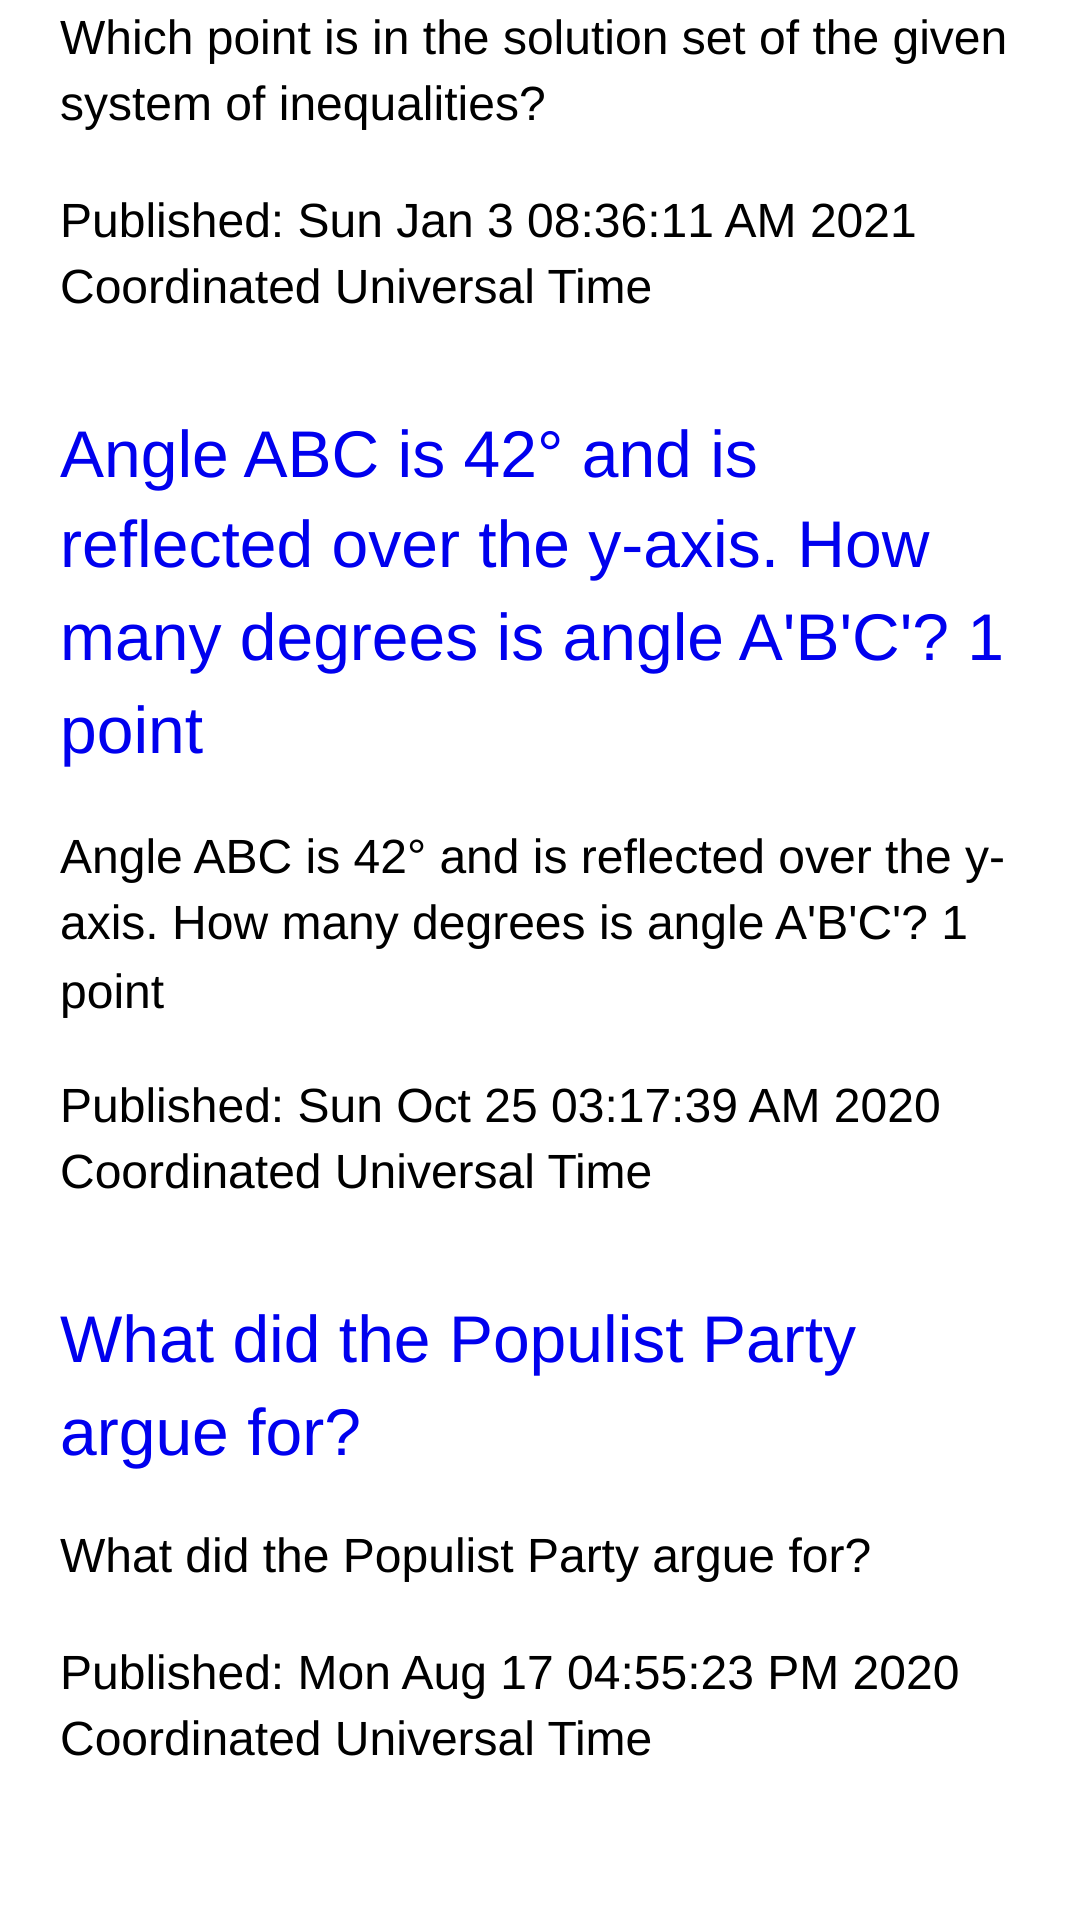 Which point is in the solution set of the given
system of inequalities?
Published: Sun Jan 3 08:36:11 AM 2021
Coordinated Universal Time
Angle ABC is 42° and is
reflected over the y-axis. How
many degrees is angle A'B'C'? 1
point
Angle ABC is 42° and is reflected over the y-
axis. How many degrees is angle A'B'C'? 1
point
Published: Sun Oct 25 03:17:39 AM 2020
Coordinated Universal Time
What did the Populist Party
argue for?
What did the Populist Party argue for?
Published: Mon Aug 17 04:55:23 PM 2020
Coordinated Universal Time